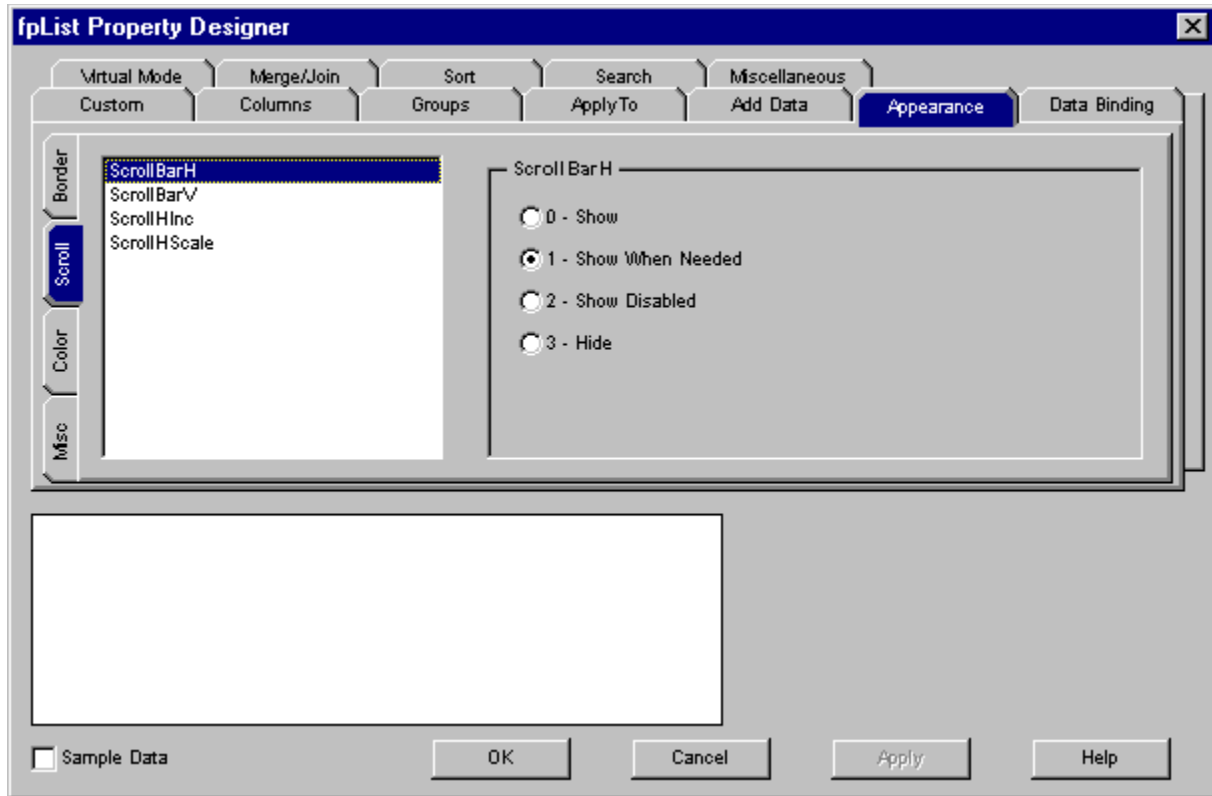 fpList Property Designer
Virtual Mode Merge/Join Sort Search Miscellaneous
Custom Columns Groups ApplyTo Add Data Appearance Data Binding
Border
Scroll
Color
Misc
ScrollBarH
ScrollBarV
ScrollHInc
ScrollHScale
ScrollBarH
0 - Show
1 - Show When Needed
2 - Show Disabled
3 - Hide
Sample Data OK Cancel Apply Help